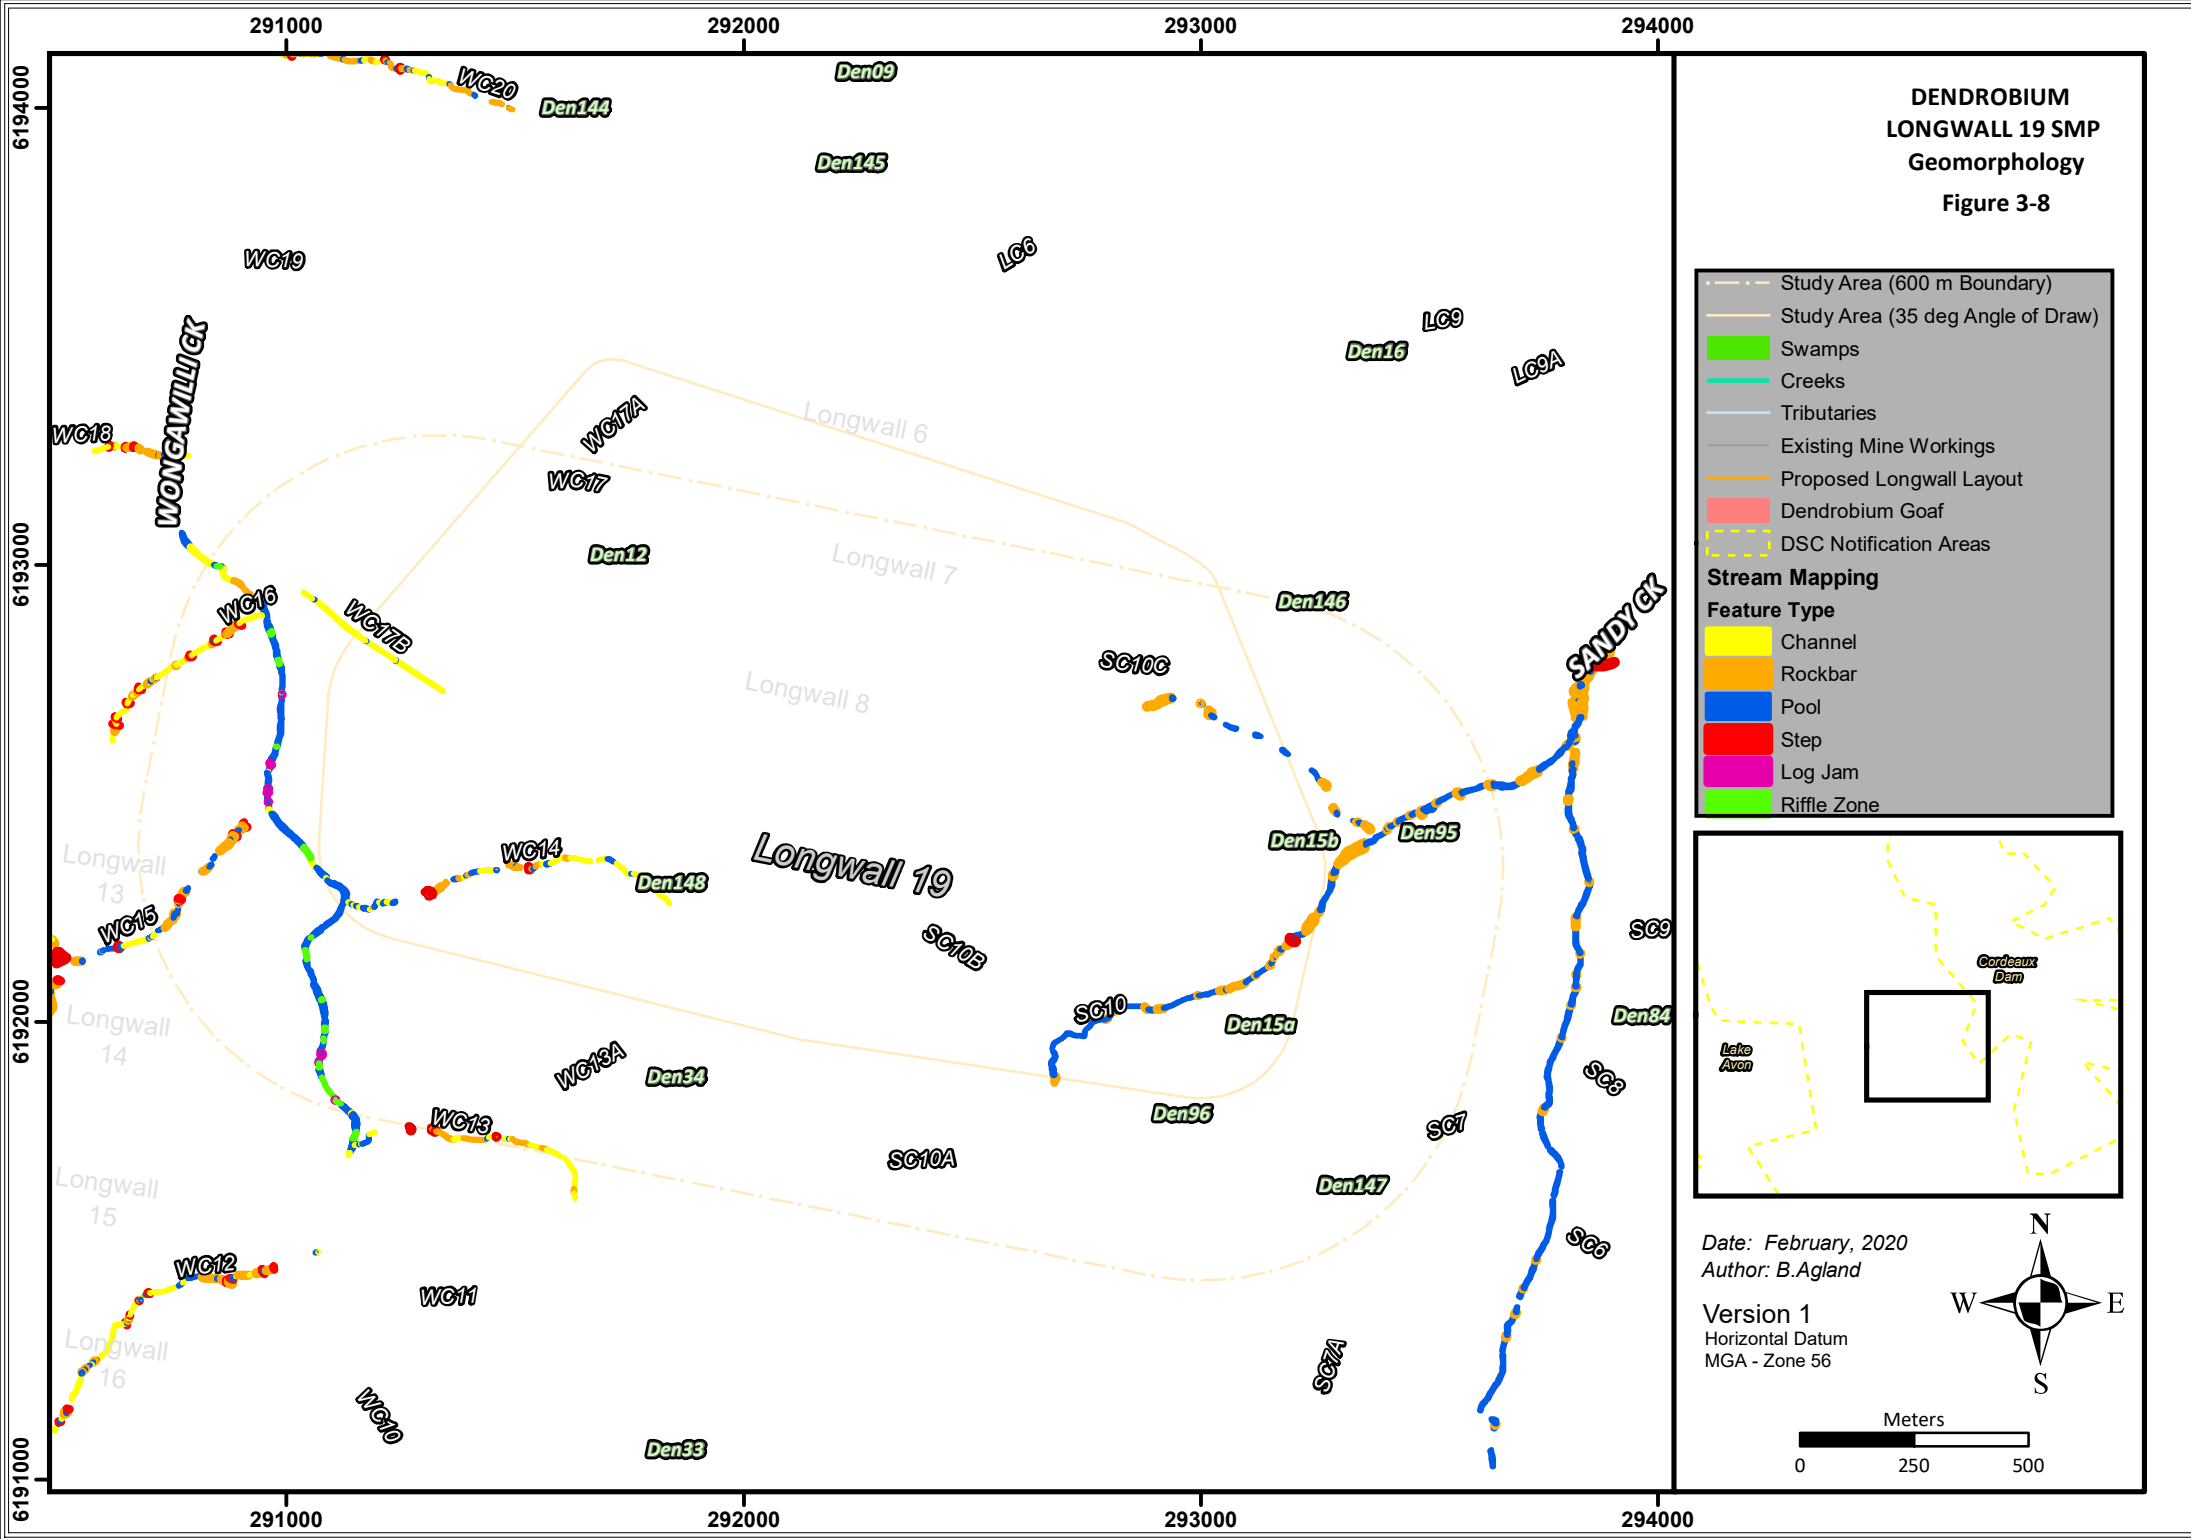 291000
292000
293000
294000
6194000
6193000
6192000
6191000
WC20
Den09
Den144
Den145
WC19
LC6
WONGAWILLI CK
LC9
Den16
LC9A
WC18
WC17A
Longwall 6
WC17
Den12
Longwall 7
WC16
WC17B
Den146
SANDY CK
SC10C
Longwall 8
Den15b
Den95
Longwall
13
WC14
Den148
Longwall 19
WC15
SC10B
SC9
SC10
Den15a
Den84
Longwall
14
WC13A
Den34
SC8
Den96
WC13
SC7
SC10A
Longwall
15
Den147
WC12
SC6
WC11
Longwall
16
SC7A
WC10
Den33
291000
292000
293000
294000
DENDROBIUM
LONGWALL 19 SMP
Geomorphology
Figure 3-8
Study Area (600 m Boundary)
Study Area (35 deg Angle of Draw)
Swamps
Creeks
Tributaries
Existing Mine Workings
Proposed Longwall Layout
Dendrobium Goaf
DSC Notification Areas
Stream Mapping
Feature Type
Channel
Rockbar
Pool
Step
Log Jam
Riffle Zone
Cordeaux
Dam
Lake
Avon
Date: February, 2020
Author: B.Agland
Version 1
Horizontal Datum
MGA - Zone 56
N
W
E
S
Meters
0 250 500